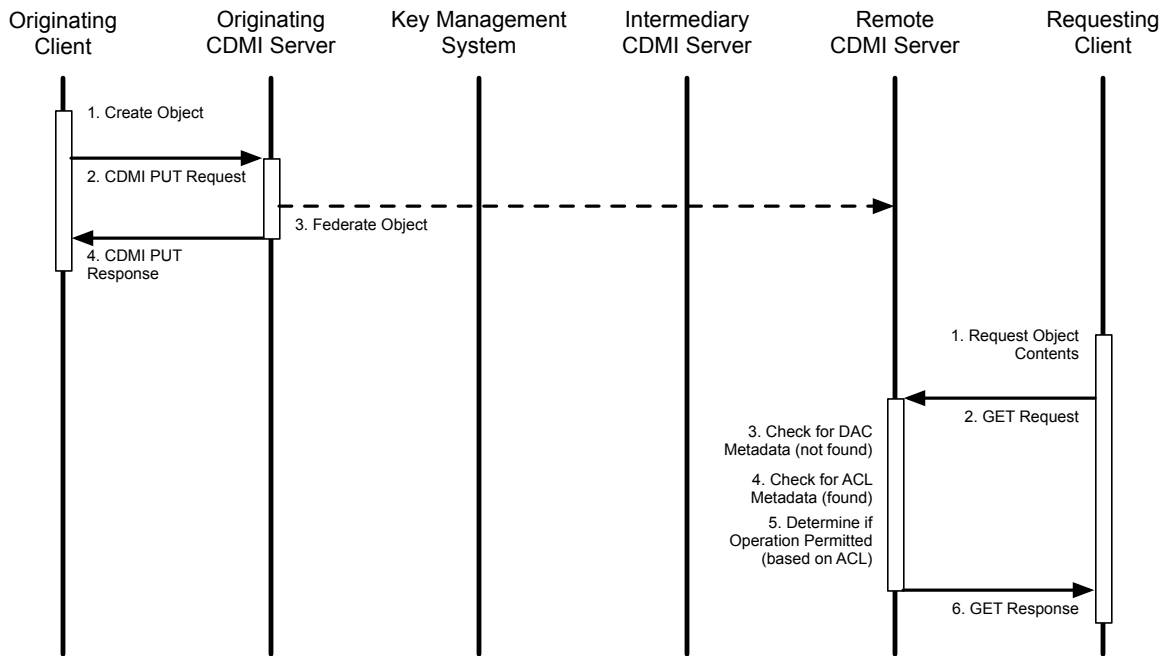 Originating
Client
Originating
CDMI Server
Key Management
System
Intermediary
CDMI Server
Remote
CDMI Server
Requesting
Client
1. Create Object
2. CDMI PUT Request
3. Federate Object
4. CDMI PUT
Response
1. Request Object
Contents
2. GET Request
3. Check for DAC
Metadata (not found)
4. Check for ACL
Metadata (found)
5. Determine if
Operation Permitted
(based on ACL)
6. GET Response